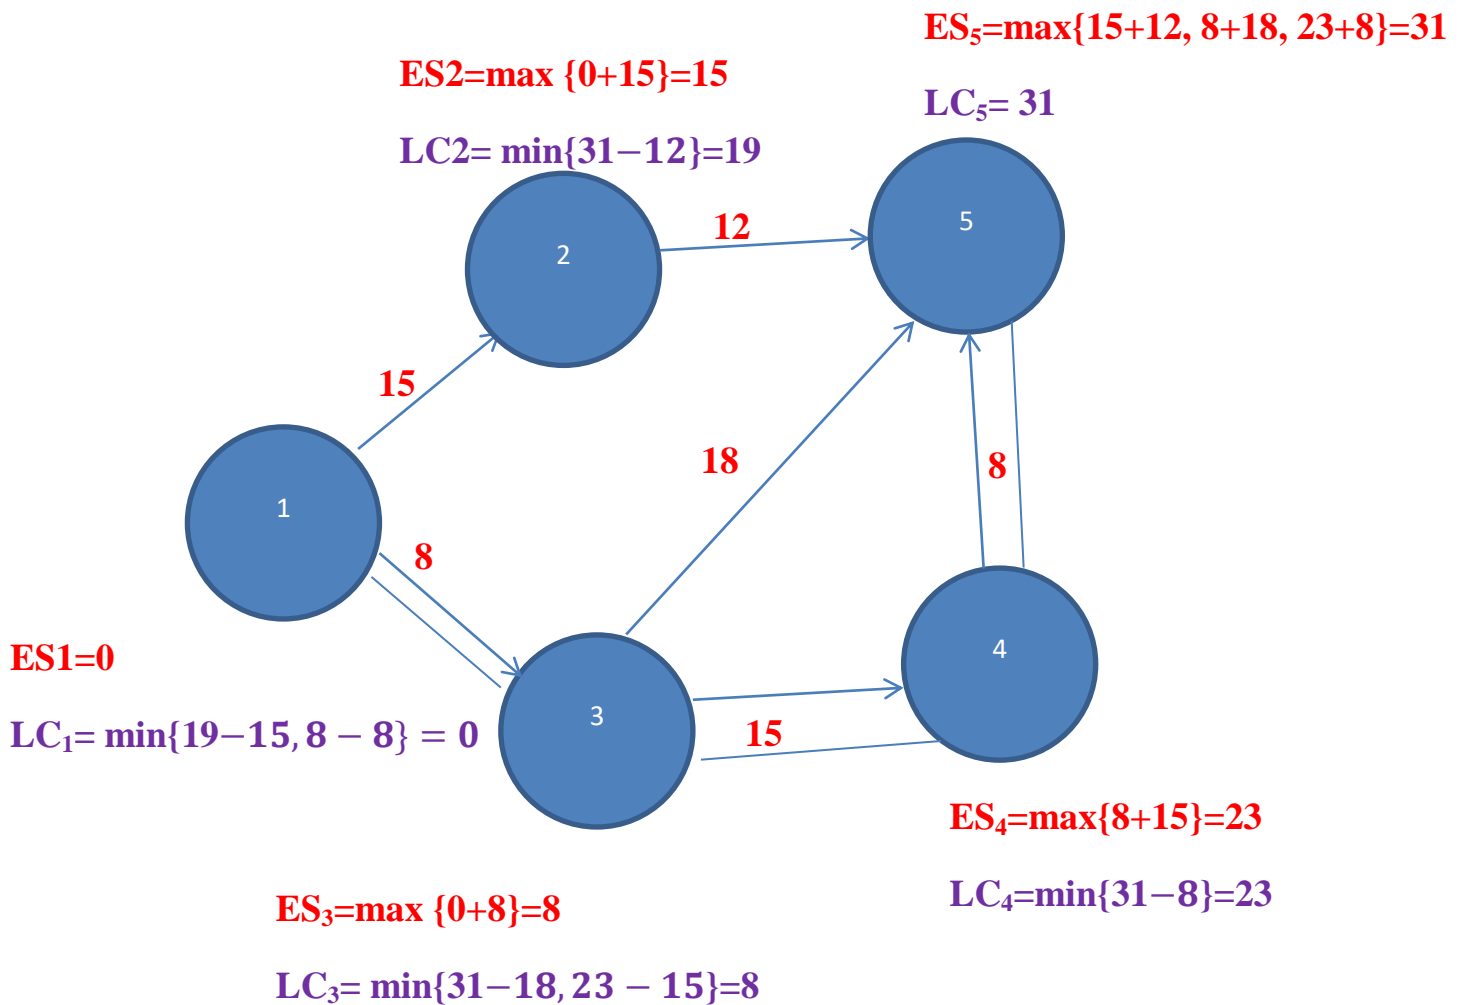 ES₅=max{15+12, 8+18, 23+8}=31
ES2=max {0+15}=15
LC₅= 31
LC2= min{31−12}=19
12
5
2
15
18
8
1
8
ES1=0
4
LC₁= min{19−15, 8 − 8} = 0
3
15
ES₄=max{8+15}=23
LC₄=min{31−8}=23
ES₃=max {0+8}=8
LC₃= min{31−18, 23 − 15}=8